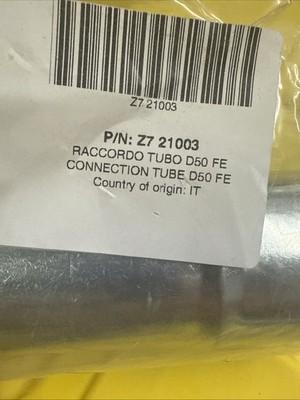 Z7 21003
P/N: Z7 21003
RACCORDO TUBO D50 FE
CONNECTION TUBE D50 FE
Country of origin: IT